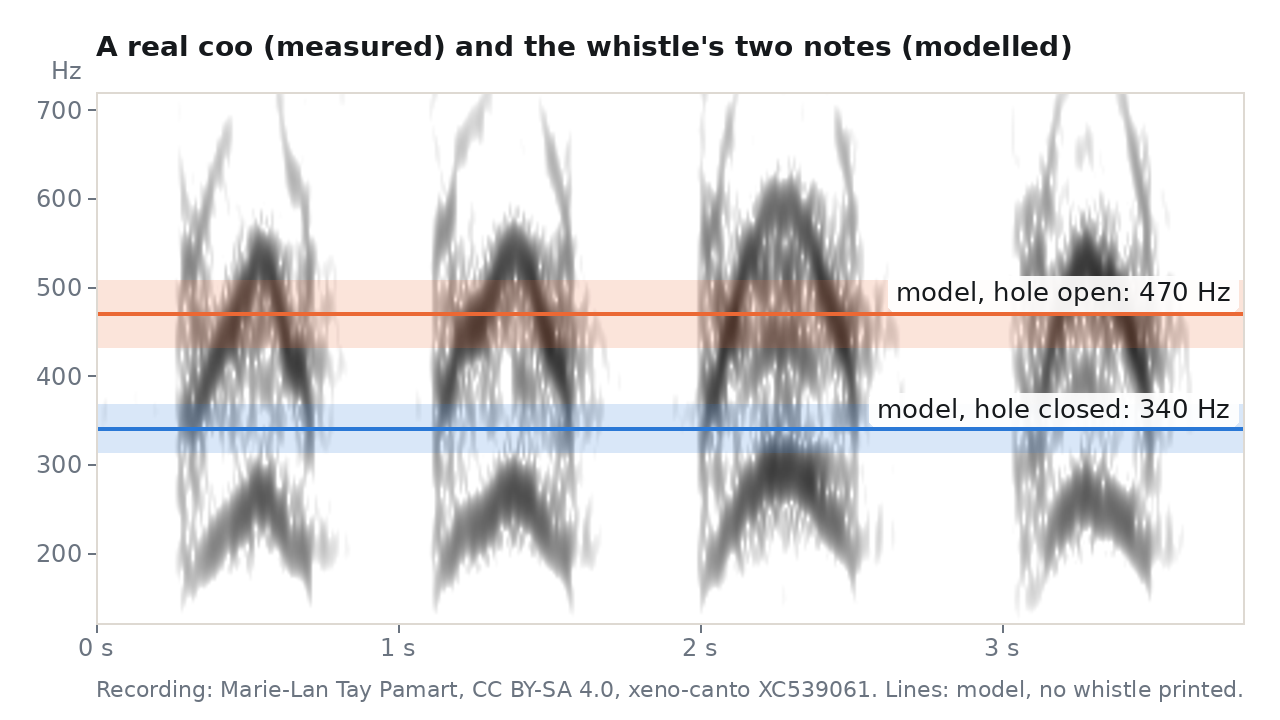 A real coo (measured) and the whistle's two notes (modelled)
Hz
700
600
500
400
300
200
model, hole open: 470 Hz
model, hole closed: 340 Hz
0 s
1 s
2 s
3 s
Recording: Marie-Lan Tay Pamart, CC BY-SA 4.0, xeno-canto XC539061. Lines: model, no whistle printed.